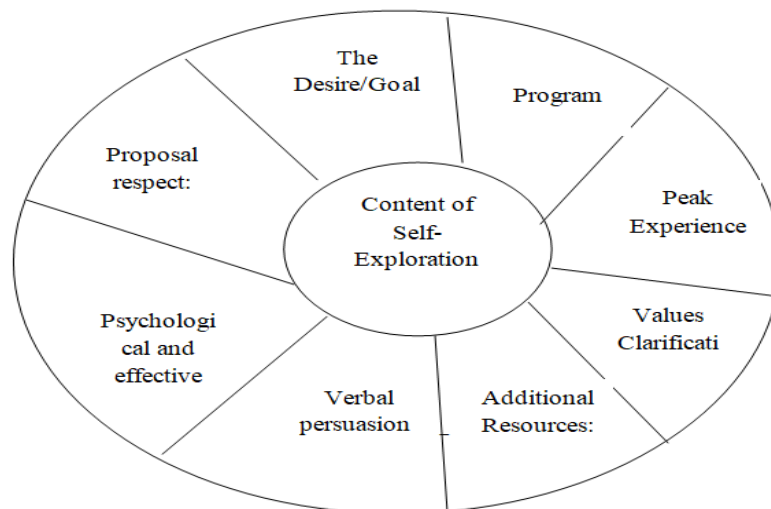 The
Desire/Goal
Program
Peak
Experience
Values
Clarificati
Additional
Resources:
Verbal
persuasion
Psychologi
cal and
effective
Proposal
respect:
Content of
Self-
Exploration